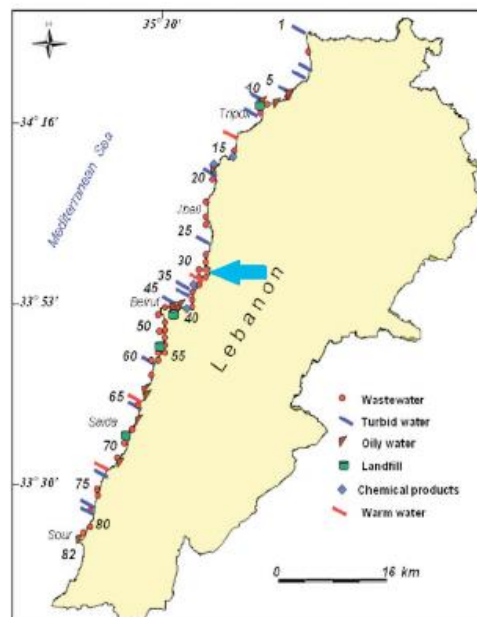 35°30'
1
5
10
34°16'
Tripoli
15
20
Jbeil
25
30
35
45
33°53'
Beirut
40
50
55
60
65
Saida
70
33°30'
75
80
Sour
82
Mediterranean Sea
Lebanon
Wastewater
Turbid water
Oily water
Landfill
Chemical products
Warm water
0 16 km